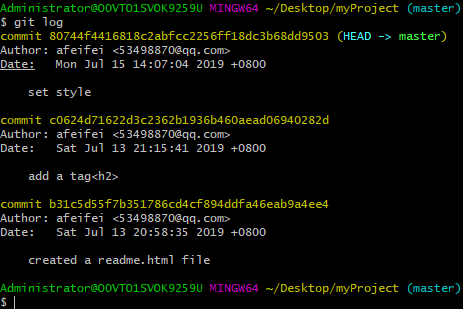 Administrator@OOVTO1SVOK9259U MINGW64 ~/Desktop/myProject (master)
$ git log
commit 80744f4416818c2abfcc2256ff18dc3b68dd9503 (HEAD -> master)
Author: afeifei <53498870@qq.com>
Date:   Mon Jul 15 14:07:04 2019 +0800
    set style
commit c0624d71622d3c2362b1936b460aead06940282d
Author: afeifei <53498870@qq.com>
Date:   Sat Jul 13 21:15:41 2019 +0800
    add a tag<h2>
commit b31c5d55f7b351786cd4cf894ddfa46eab9a4ee4
Author: afeifei <53498870@qq.com>
Date:   Sat Jul 13 20:58:35 2019 +0800
    created a readme.html file
Administrator@OOVTO1SVOK9259U MINGW64 ~/Desktop/myProject (master)
$